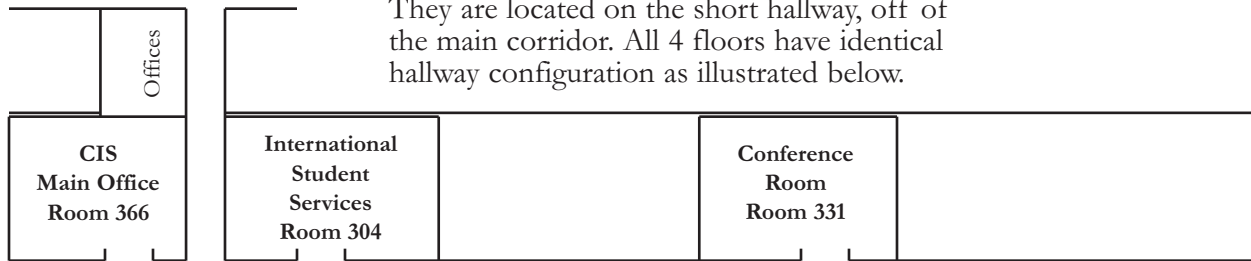 They are located on the short hallway, off of
the main corridor. All 4 floors have identical
hallway configuration as illustrated below.
Offices
CIS
Main Office
Room 366
International
Student
Services
Room 304
Conference
Room
Room 331